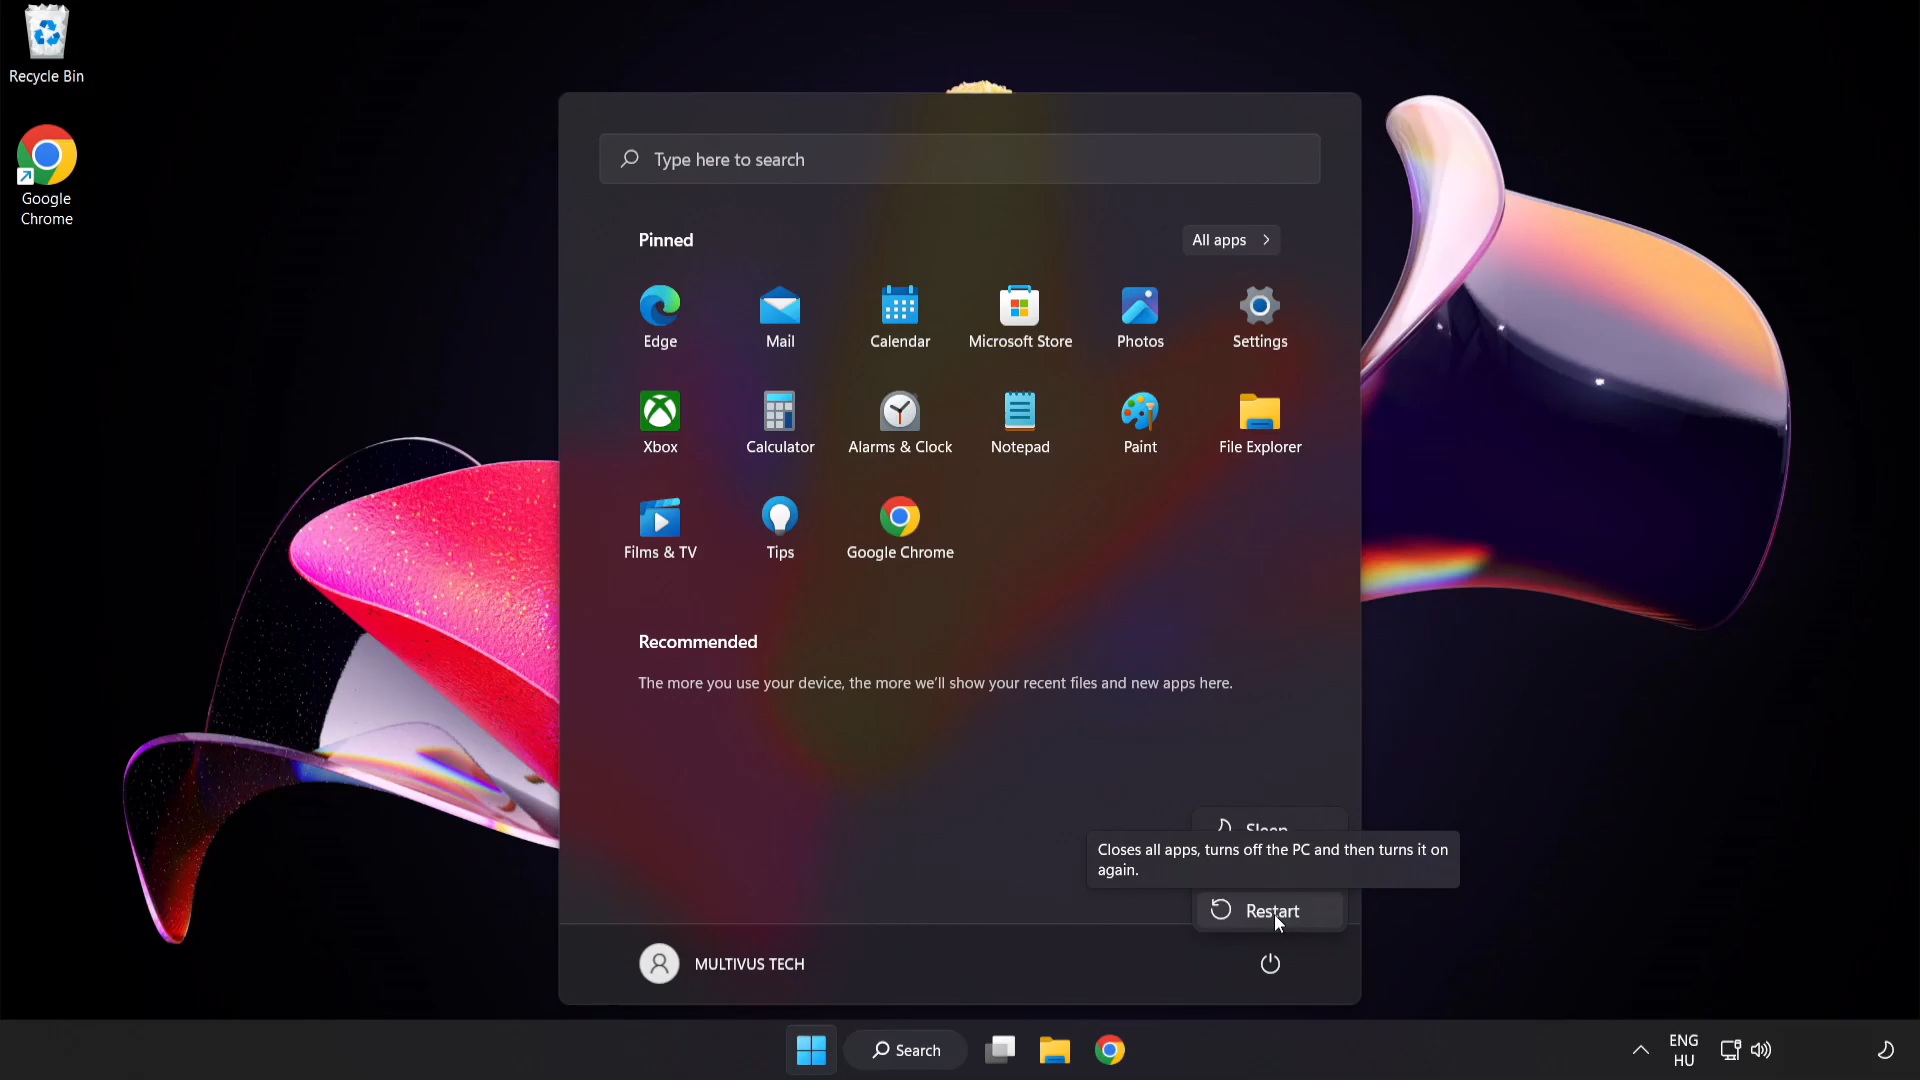 Recycle Bin
Google
Chrome
Type here to search
Pinned
All apps
Edge
Mail
Calendar
Microsoft Store
Photos
Settings
Xbox
Calculator
Alarms & Clock
Notepad
Paint
File Explorer
Films & TV
Tips
Google Chrome
Recommended
The more you use your device, the more we'll show your recent files and new apps here.
Sleep
Closes all apps, turns off the PC and then turns it on
again.
Restart
MULTIVUS TECH
Search
ENG
HU